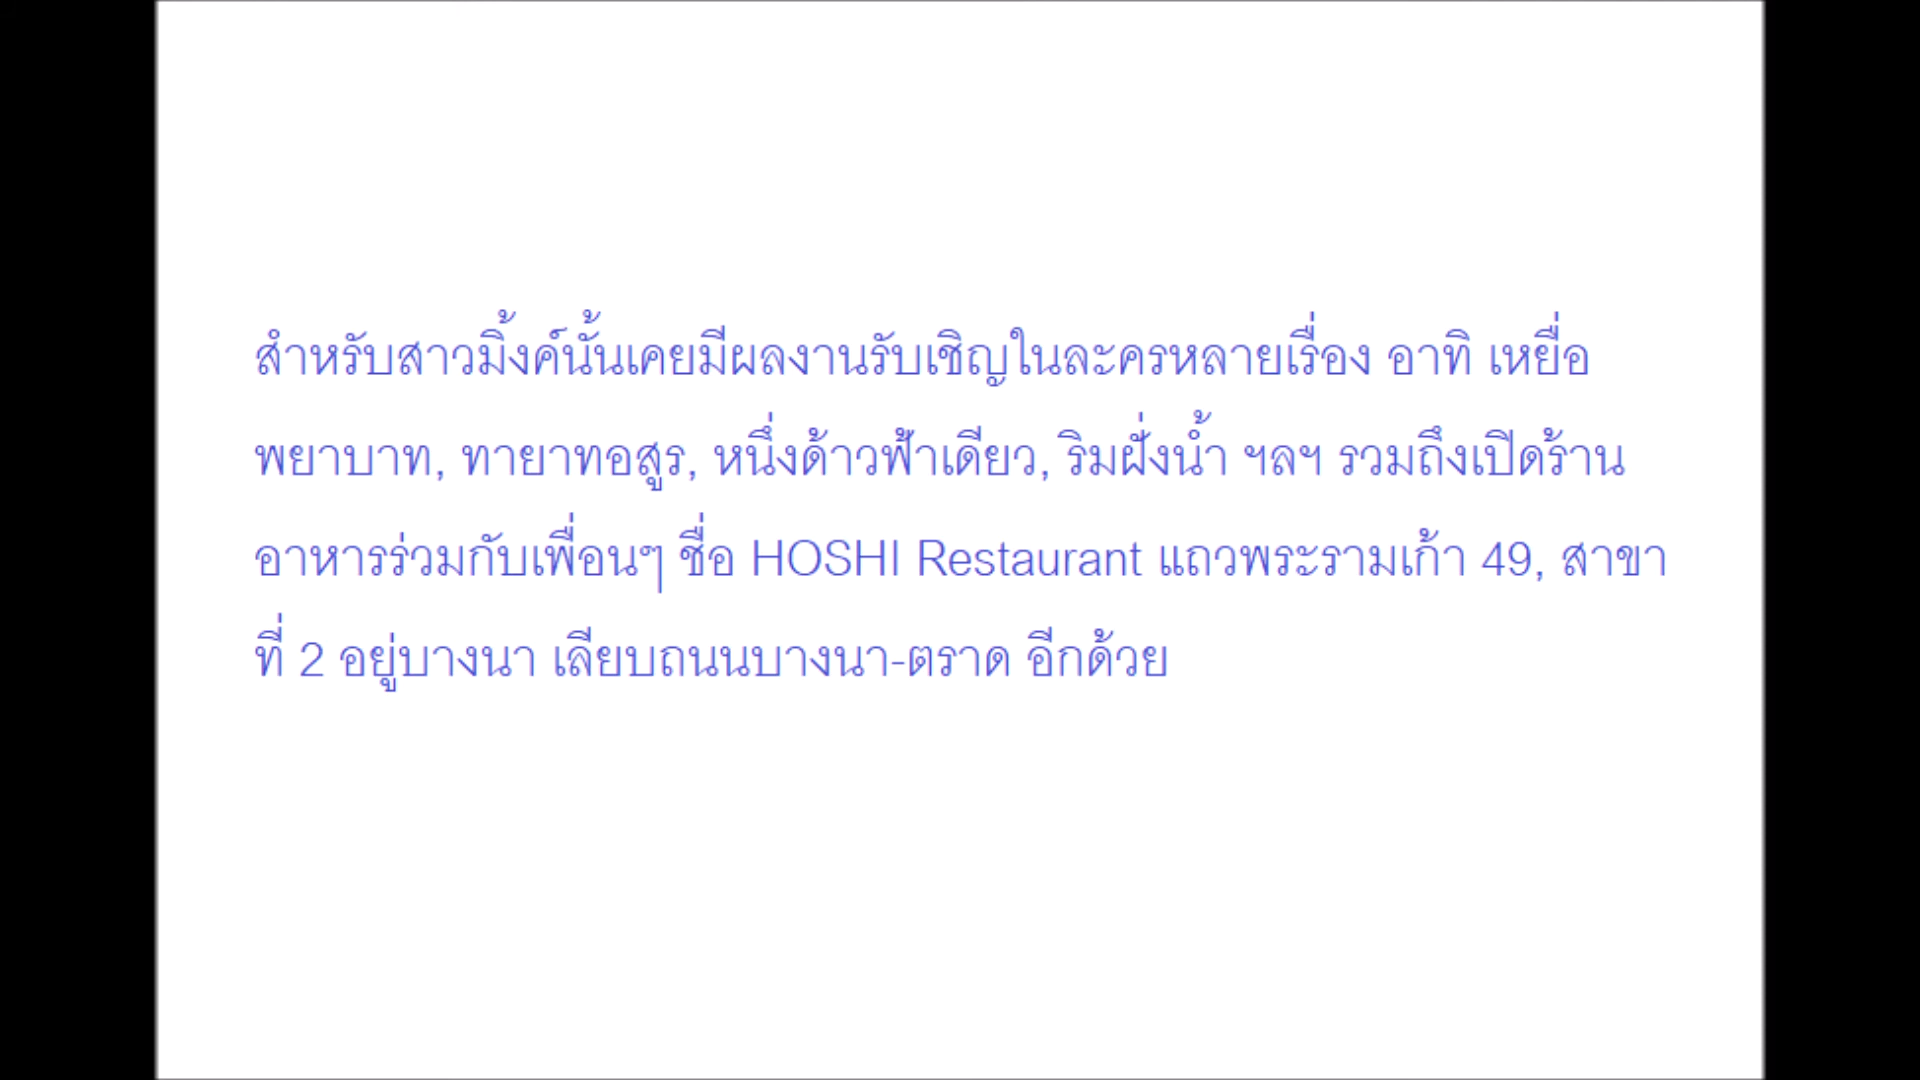 สำหรับสาวมิ้งค์นั้นเคยมีผลงานรับเชิญในละครหลายเรื่อง อาทิ เหยื่อ
พยาบาท, ทายาทอสูร, หนึ่งด้าวฟ้าเดียว, ริมฝั่งน้ำ ฯลฯ รวมถึงเปิดร้าน
อาหารร่วมกับเพื่อนๆ ชื่อ HOSHI Restaurant แถวพระรามเก้า 49, สาขา
ที่ 2 อยู่บางนา เลียบถนนบางนา-ตราด อีกด้วย